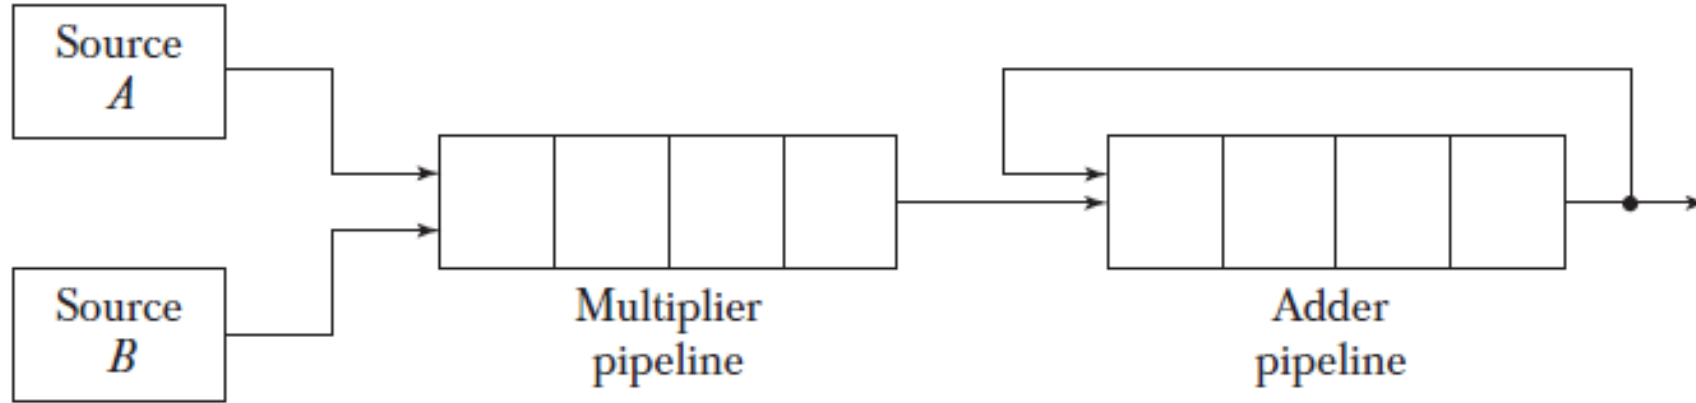 Source
A
Source
B
Multiplier
pipeline
Adder
pipeline